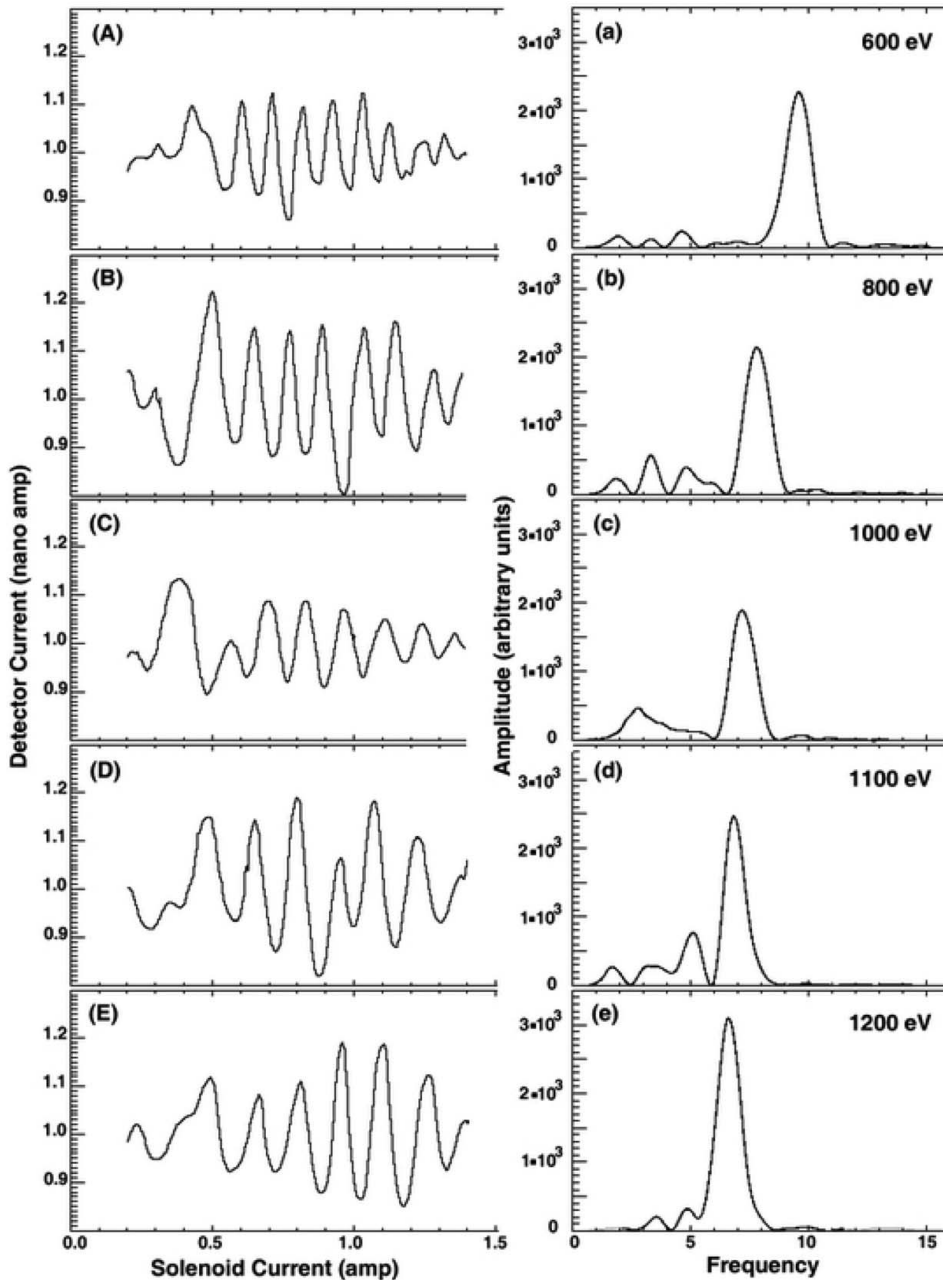 (A)
1.2
1.1
1.0
0.9
(a)
600 eV
3▪10³
2▪10³
1▪10³
0
(B)
1.2
1.1
1.0
0.9
(b)
800 eV
3▪10³
2▪10³
1▪10³
0
(C)
1.2
1.1
1.0
0.9
(c)
1000 eV
3▪10³
2▪10³
1▪10³
0
(D)
1.2
1.1
1.0
0.9
(d)
1100 eV
3▪10³
2▪10³
1▪10³
0
(E)
1.2
1.1
1.0
0.9
(e)
1200 eV
3▪10³
2▪10³
1▪10³
0
Detector Current (nano amp)
Amplitude (arbitrary units)
0.0 0.5 1.0 1.5
Solenoid Current (amp)
0 5 10 15
Frequency